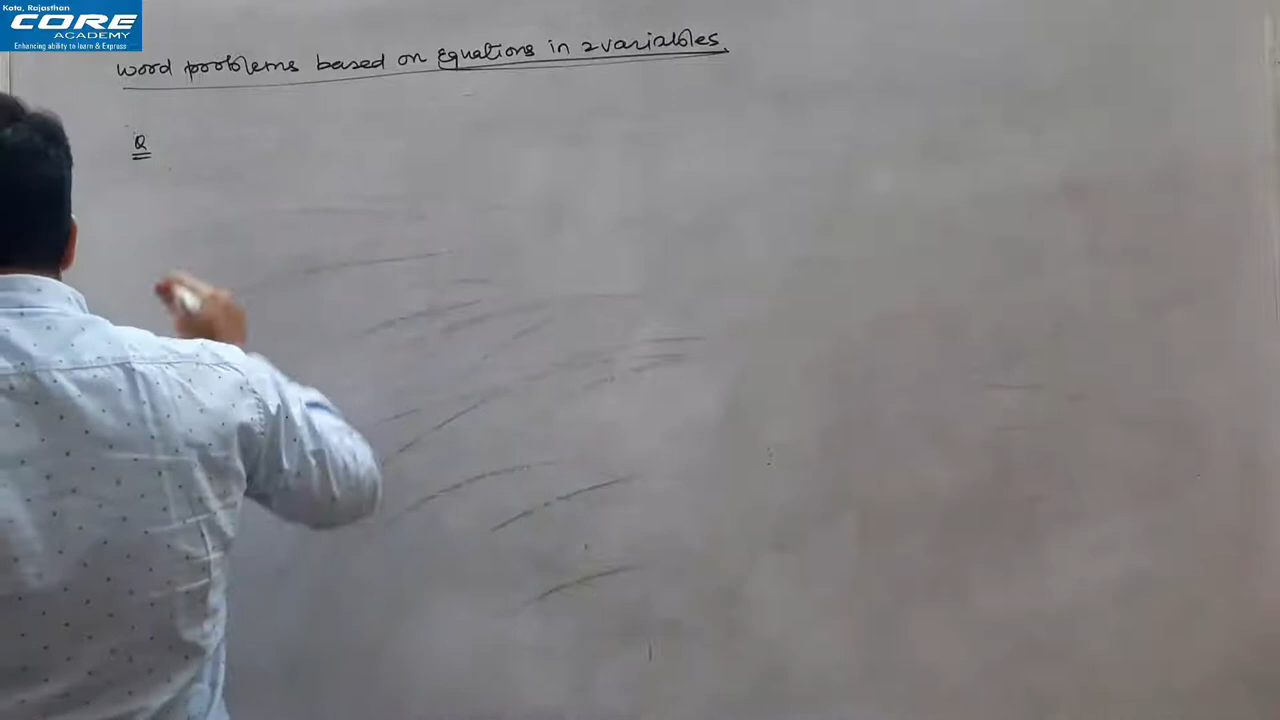 Kota, Rajasthan
CORE
ACADEMY
Enhancing ability to learn & Express
word problems based on Equations in 2 variables.
Q